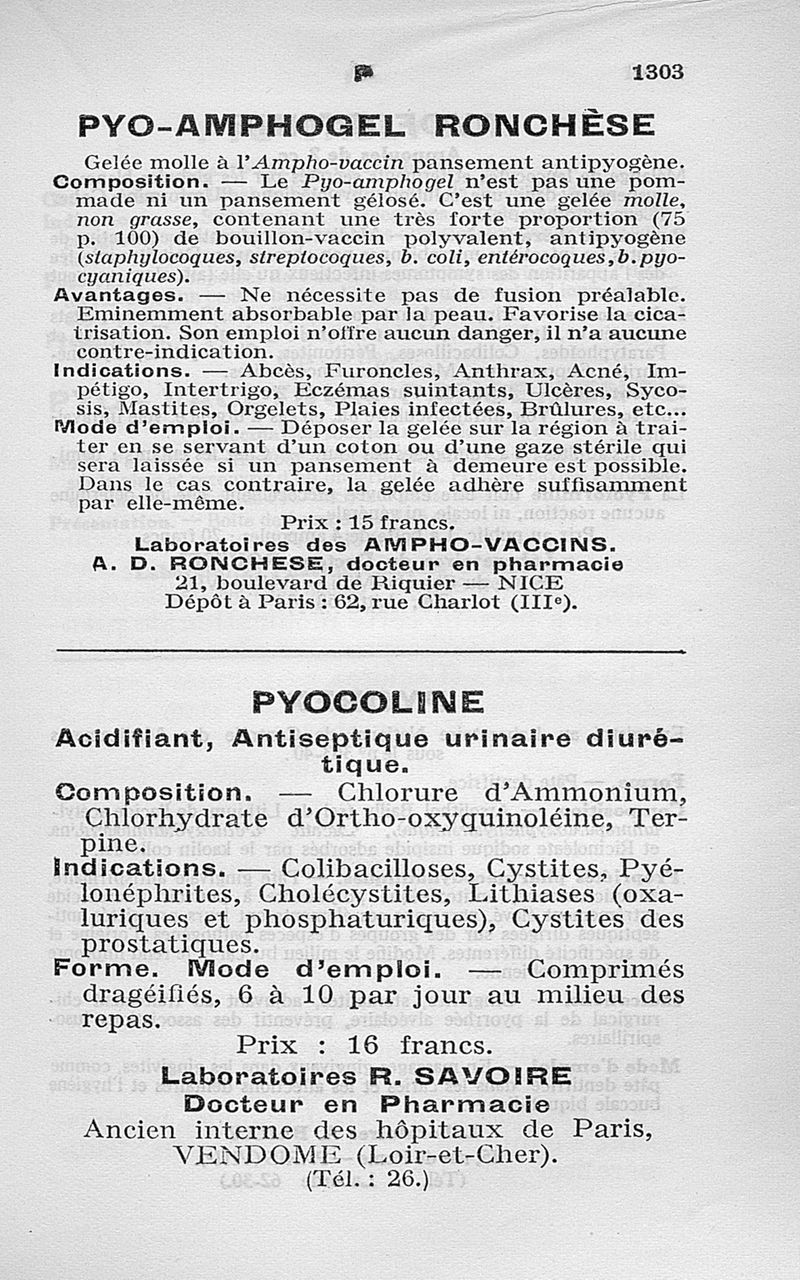 P 1303
PYO-AMPHOGEL RONCHÈSE
Gelée molle à l'Ampho-vaccin pansement antipyogène.
Composition. — Le Pyo-amphogel n'est pas une pom-
made ni un pansement gélosé. C'est une gelée molle,
non grasse, contenant une très forte proportion (75
p. 100) de bouillon-vaccin polyvalent, antipyogène
(staphylocoques, streptocoques, b. coli, entérocoques, b. pyo-
cyaniques).
Avantages. — Ne nécessite pas de fusion préalable.
Eminemment absorbable par la peau. Favorise la cica-
trisation. Son emploi n'offre aucun danger, il n'a aucune
contre-indication.
Indications. — Abcès, Furoncles, Anthrax, Acné, Im-
pétigo, Intertrigo, Eczémas suintants, Ulcères, Syco-
sis, Mastites, Orgelets, Plaies infectées, Brûlures, etc...
Mode d'emploi. — Déposer la gelée sur la région à trai-
ter en se servant d'un coton ou d'une gaze stérile qui
sera laissée si un pansement à demeure est possible.
Dans le cas contraire, la gelée adhère suffisamment
par elle-même.
Prix : 15 francs.
Laboratoires des AMPHO-VACCINS.
A. D. RONCHESE, docteur en pharmacie
21, boulevard de Riquier — NICE
Dépôt à Paris : 62, rue Charlot (IIIe).
PYOCOLINE
Acidifiant, Antiseptique urinaire diuré-
tique.
Composition. — Chlorure d'Ammonium,
Chlorhydrate d'Ortho-oxyquinoléine, Ter-
pine.
Indications. — Colibacilloses, Cystites, Pyé-
lonéphrites, Cholécystites, Lithiases (oxa-
luriques et phosphaturiques), Cystites des
prostatiques.
Forme. Mode d'emploi. — Comprimés
dragéifiés, 6 à 10 par jour au milieu des
repas.
Prix : 16 francs.
Laboratoires R. SAVOIRE
Docteur en Pharmacie
Ancien interne des hôpitaux de Paris,
VENDOME (Loir-et-Cher).
(Tél. : 26.)